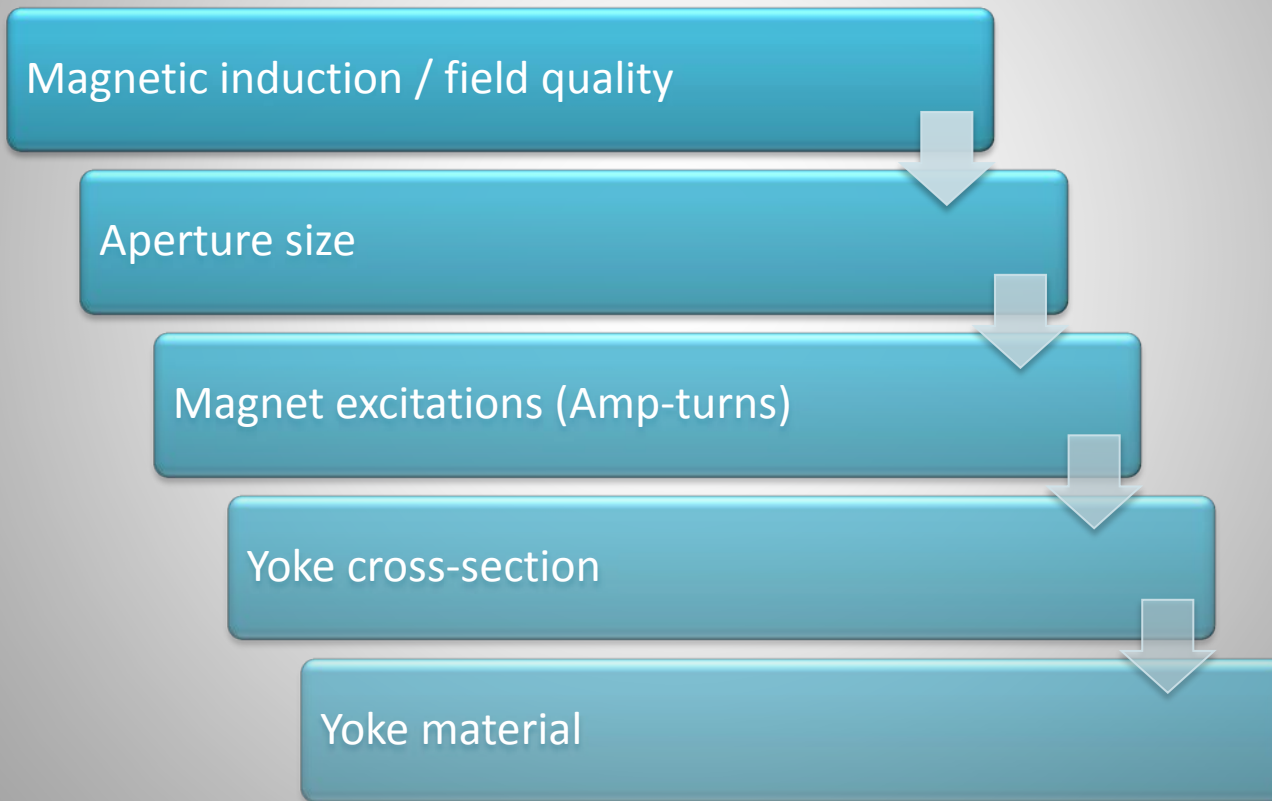 Magnetic induction / field quality
Aperture size
Magnet excitations (Amp-turns)
Yoke cross-section
Yoke material